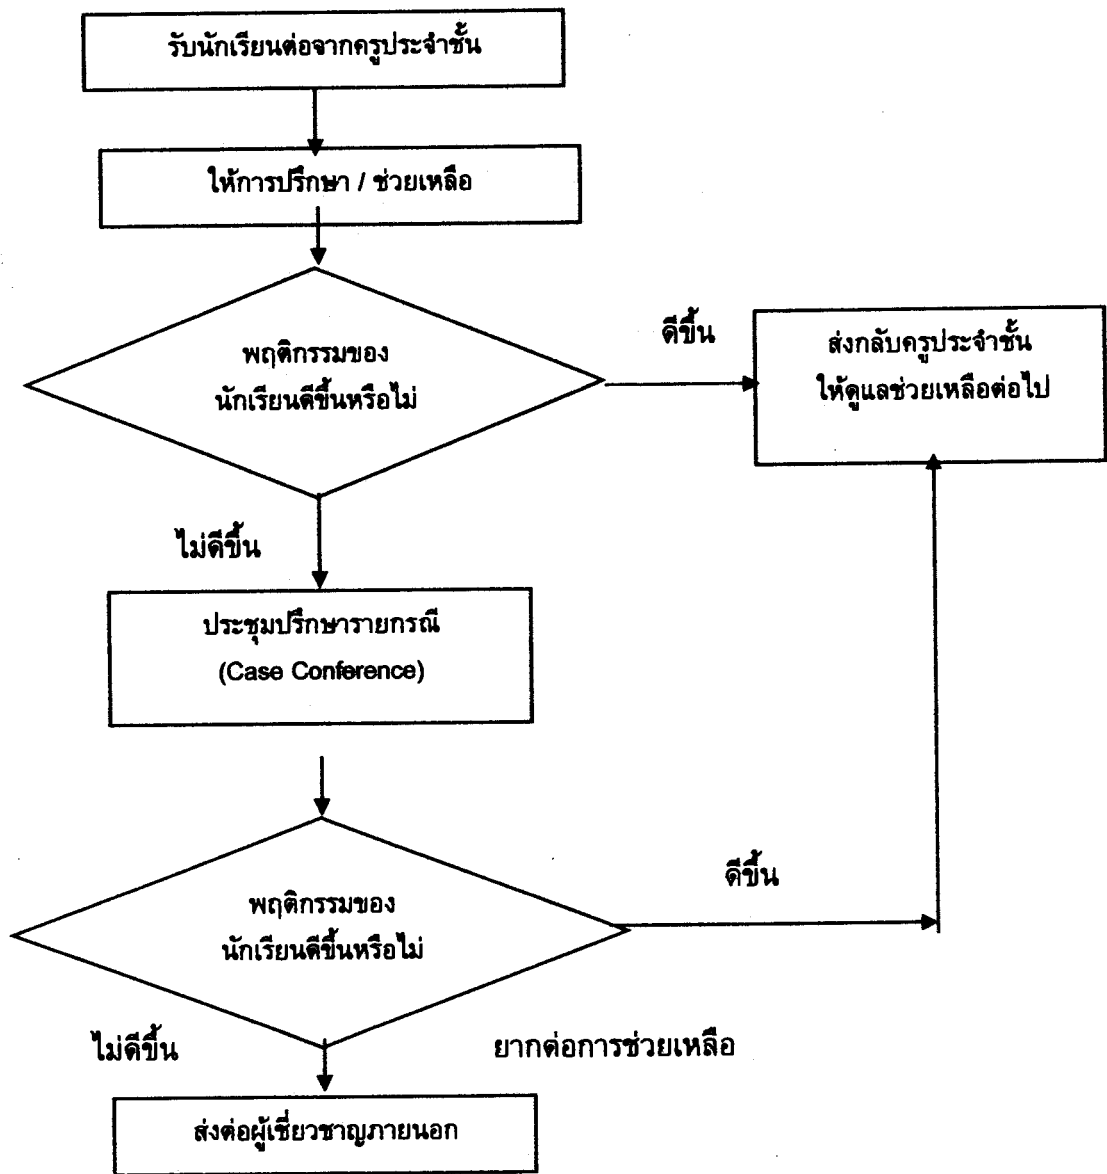 รับนักเรียนต่อจากครูประจำชั้น
ให้การปรึกษา / ช่วยเหลือ
พฤติกรรมของ
นักเรียนดีขึ้นหรือไม่
ดีขึ้น
ส่งกลับครูประจำชั้น
ให้ดูแลช่วยเหลือต่อไป
ไม่ดีขึ้น
ประชุมปรึกษารายกรณี
(Case Conference)
พฤติกรรมของ
นักเรียนดีขึ้นหรือไม่
ดีขึ้น
ไม่ดีขึ้น
ยากต่อการช่วยเหลือ
ส่งต่อผู้เชี่ยวชาญภายนอก